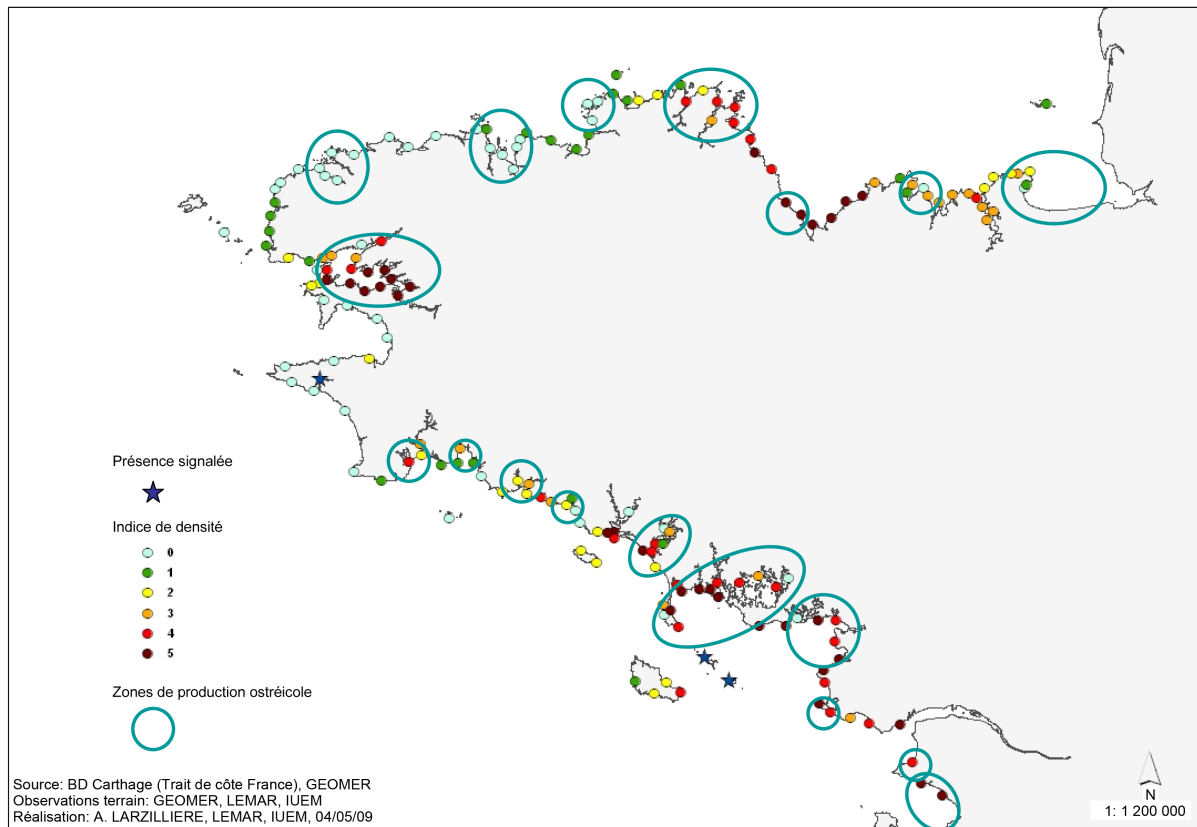 Présence signalée
Indice de densité
0
1
2
3
4
5
Zones de production ostréicole
Source: BD Carthage (Trait de côte France), GEOMER
Observations terrain: GEOMER, LEMAR, IUEM
Réalisation: A. LARZILLIERE, LEMAR, IUEM, 04/05/09
N
1: 1 200 000